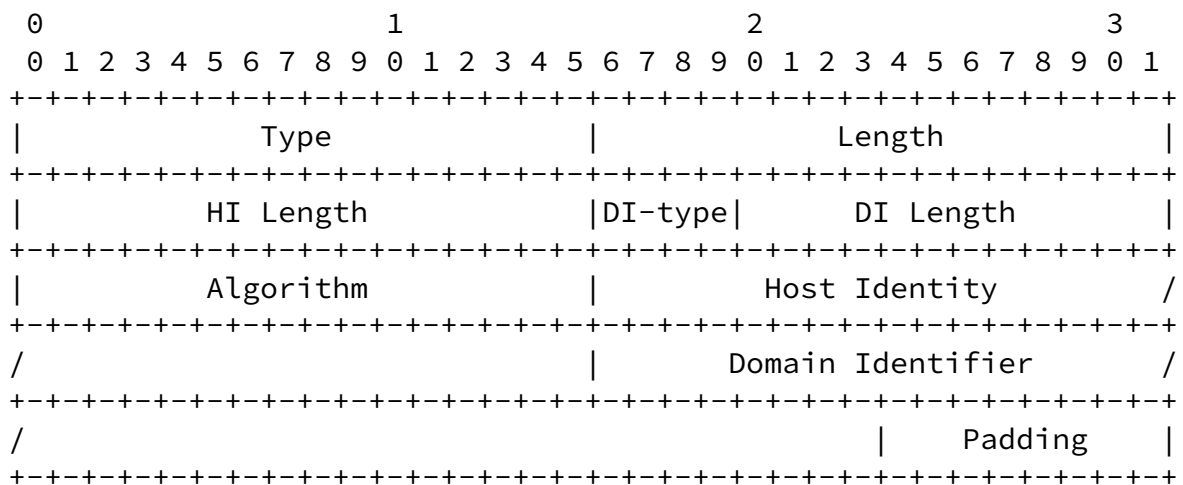 0                   1                   2                   3
 0 1 2 3 4 5 6 7 8 9 0 1 2 3 4 5 6 7 8 9 0 1 2 3 4 5 6 7 8 9 0 1
+-+-+-+-+-+-+-+-+-+-+-+-+-+-+-+-+-+-+-+-+-+-+-+-+-+-+-+-+-+-+-+-+
|             Type              |             Length            |
+-+-+-+-+-+-+-+-+-+-+-+-+-+-+-+-+-+-+-+-+-+-+-+-+-+-+-+-+-+-+-+-+
|          HI Length            |DI-type|      DI Length        |
+-+-+-+-+-+-+-+-+-+-+-+-+-+-+-+-+-+-+-+-+-+-+-+-+-+-+-+-+-+-+-+-+
|          Algorithm            |         Host Identity         /
+-+-+-+-+-+-+-+-+-+-+-+-+-+-+-+-+-+-+-+-+-+-+-+-+-+-+-+-+-+-+-+-+
/                               |       Domain Identifier       /
+-+-+-+-+-+-+-+-+-+-+-+-+-+-+-+-+-+-+-+-+-+-+-+-+-+-+-+-+-+-+-+-+
/                                               |    Padding    |
+-+-+-+-+-+-+-+-+-+-+-+-+-+-+-+-+-+-+-+-+-+-+-+-+-+-+-+-+-+-+-+-+